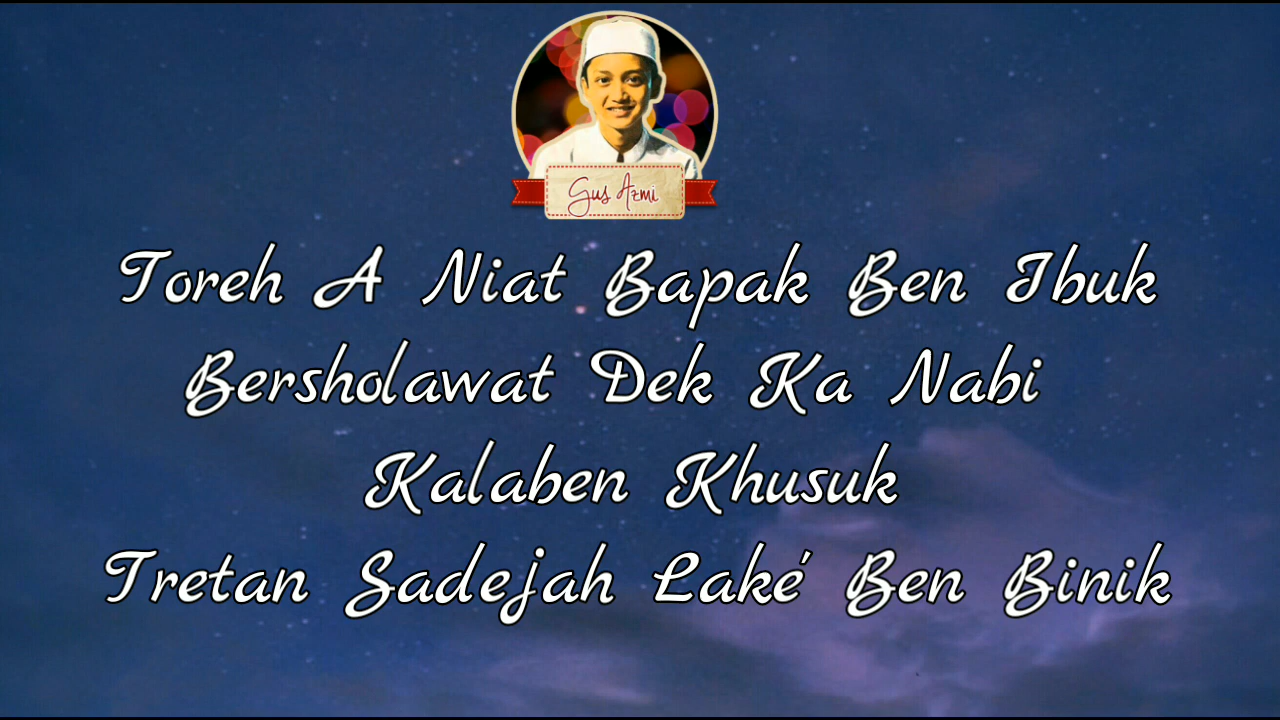 Gus Azmi
Toreh A Niat Bapak Ben Ibuk
Bersholawat Dek Ka Nabi
Kalaben Khusuk
Tretan Sadejah Laké Ben Binik